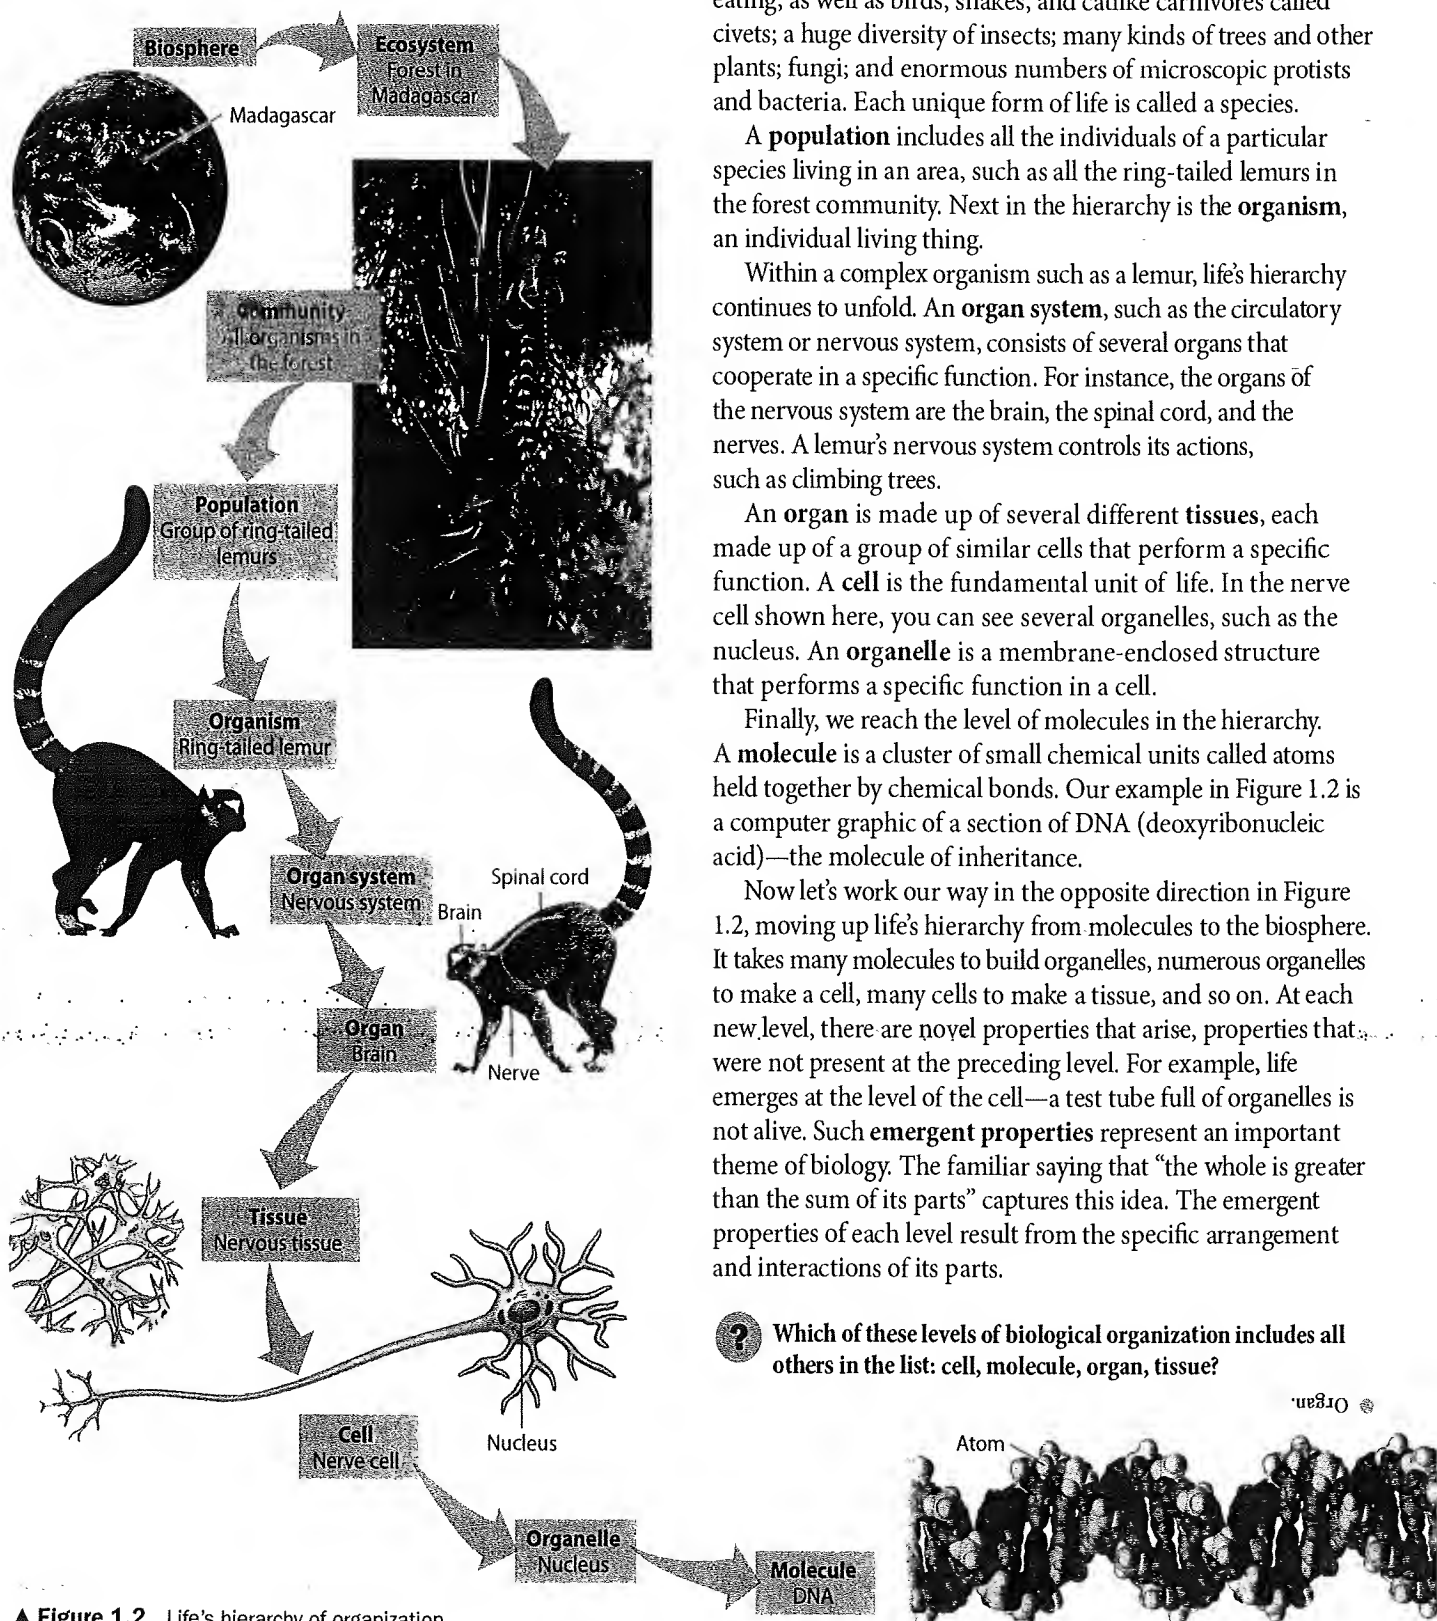 Biosphere
Madagascar
Ecosystem
Forest in
Madagascar
the forest
Population
Group of ring-tailed
lemurs
Organism
Ring-tailed lemur
Organ system
Nervous system
Spinal cord
Brain
Nerve
Organ
Brain
Tissue
Nervous tissue
Nucleus
Cell
Nerve cell
Organelle
Nucleus
Molecule
DNA
▲ Figure 1.2 Life's hierarchy of organization
eating, as well as birds, snakes, and catlike carnivores called
civets; a huge diversity of insects; many kinds of trees and other
plants; fungi; and enormous numbers of microscopic protists
and bacteria. Each unique form of life is called a species.
A population includes all the individuals of a particular
species living in an area, such as all the ring-tailed lemurs in
the forest community. Next in the hierarchy is the organism,
an individual living thing.
Within a complex organism such as a lemur, life's hierarchy
continues to unfold. An organ system, such as the circulatory
system or nervous system, consists of several organs that
cooperate in a specific function. For instance, the organs of
the nervous system are the brain, the spinal cord, and the
nerves. A lemur's nervous system controls its actions,
such as climbing trees.
An organ is made up of several different tissues, each
made up of a group of similar cells that perform a specific
function. A cell is the fundamental unit of life. In the nerve
cell shown here, you can see several organelles, such as the
nucleus. An organelle is a membrane-enclosed structure
that performs a specific function in a cell.
Finally, we reach the level of molecules in the hierarchy.
A molecule is a cluster of small chemical units called atoms
held together by chemical bonds. Our example in Figure 1.2 is
a computer graphic of a section of DNA (deoxyribonucleic
acid)—the molecule of inheritance.
Now let's work our way in the opposite direction in Figure
1.2, moving up life's hierarchy from molecules to the biosphere.
It takes many molecules to build organelles, numerous organelles
to make a cell, many cells to make a tissue, and so on. At each
new level, there are novel properties that arise, properties that
were not present at the preceding level. For example, life
emerges at the level of the cell—a test tube full of organelles is
not alive. Such emergent properties represent an important
theme of biology. The familiar saying that “the whole is greater
than the sum of its parts” captures this idea. The emergent
properties of each level result from the specific arrangement
and interactions of its parts.
? Which of these levels of biological organization includes all
others in the list: cell, molecule, organ, tissue?
Organ.
Atom